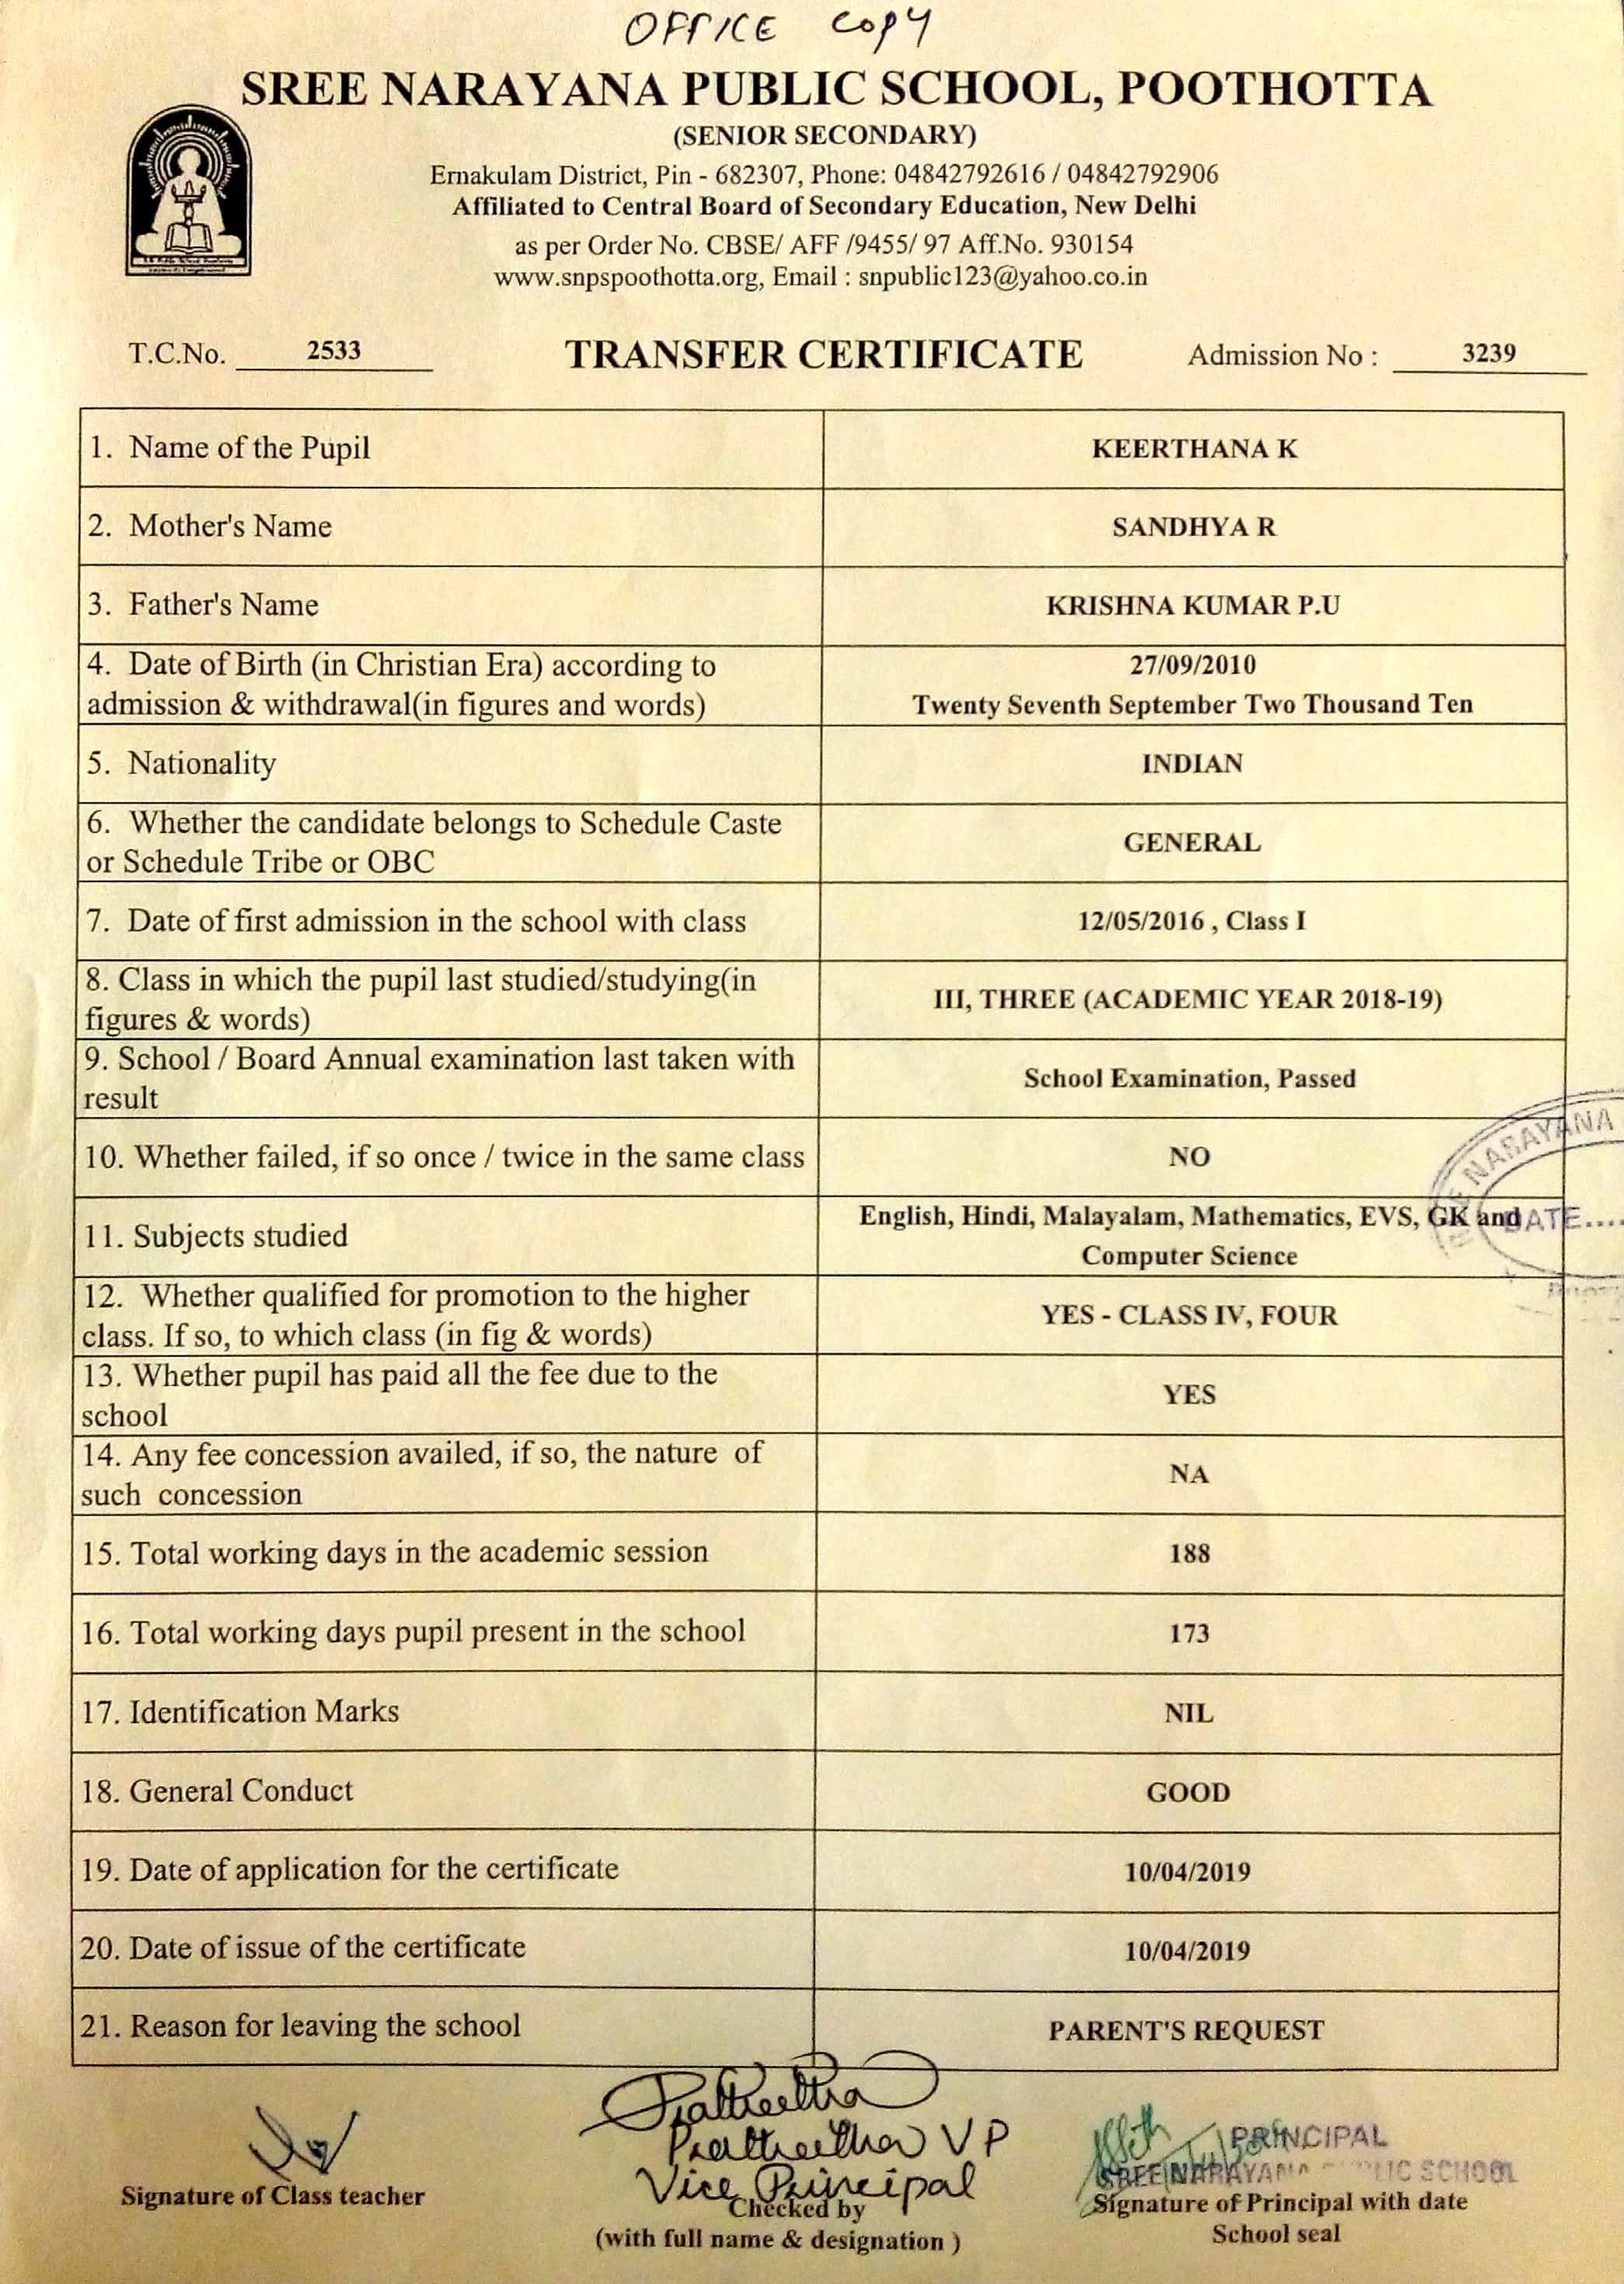 OFFICE COPY
SREE NARAYANA PUBLIC SCHOOL, POOTHOTTA
(SENIOR SECONDARY)
Ernakulam District, Pin - 682307, Phone: 04842792616 / 04842792906
Affiliated to Central Board of Secondary Education, New Delhi
as per Order No. CBSE/ AFF /9455/ 97 Aff.No. 930154
www.snpspoothotta.org, Email : snpublic123@yahoo.co.in
T.C.No. 2533 TRANSFER CERTIFICATE Admission No : 3239
1. Name of the Pupil KEERTHANA K
2. Mother's Name SANDHYA R
3. Father's Name KRISHNA KUMAR P.U
4. Date of Birth (in Christian Era) according to
admission & withdrawal(in figures and words)
27/09/2010
Twenty Seventh September Two Thousand Ten
5. Nationality INDIAN
6. Whether the candidate belongs to Schedule Caste
or Schedule Tribe or OBC
GENERAL
7. Date of first admission in the school with class 12/05/2016 , Class I
8. Class in which the pupil last studied/studying(in
figures & words)
III, THREE (ACADEMIC YEAR 2018-19)
9. School / Board Annual examination last taken with
result
School Examination, Passed
10. Whether failed, if so once / twice in the same class NO
11. Subjects studied
English, Hindi, Malayalam, Mathematics, EVS, GK and
Computer Science
NARAYANA
DATE....
12. Whether qualified for promotion to the higher
class. If so, to which class (in fig & words)
YES - CLASS IV, FOUR
13. Whether pupil has paid all the fee due to the
school
YES
14. Any fee concession availed, if so, the nature of
such concession
NA
15. Total working days in the academic session 188
16. Total working days pupil present in the school 173
17. Identification Marks NIL
18. General Conduct GOOD
19. Date of application for the certificate 10/04/2019
20. Date of issue of the certificate 10/04/2019
21. Reason for leaving the school PARENT'S REQUEST
Pratheetha
Pratheetha V P
Vice Principal
PRINCIPAL
SREE NARAYANA PUBLIC SCHOOL
Signature of Class teacher
Checked by
(with full name & designation )
Signature of Principal with date
School seal